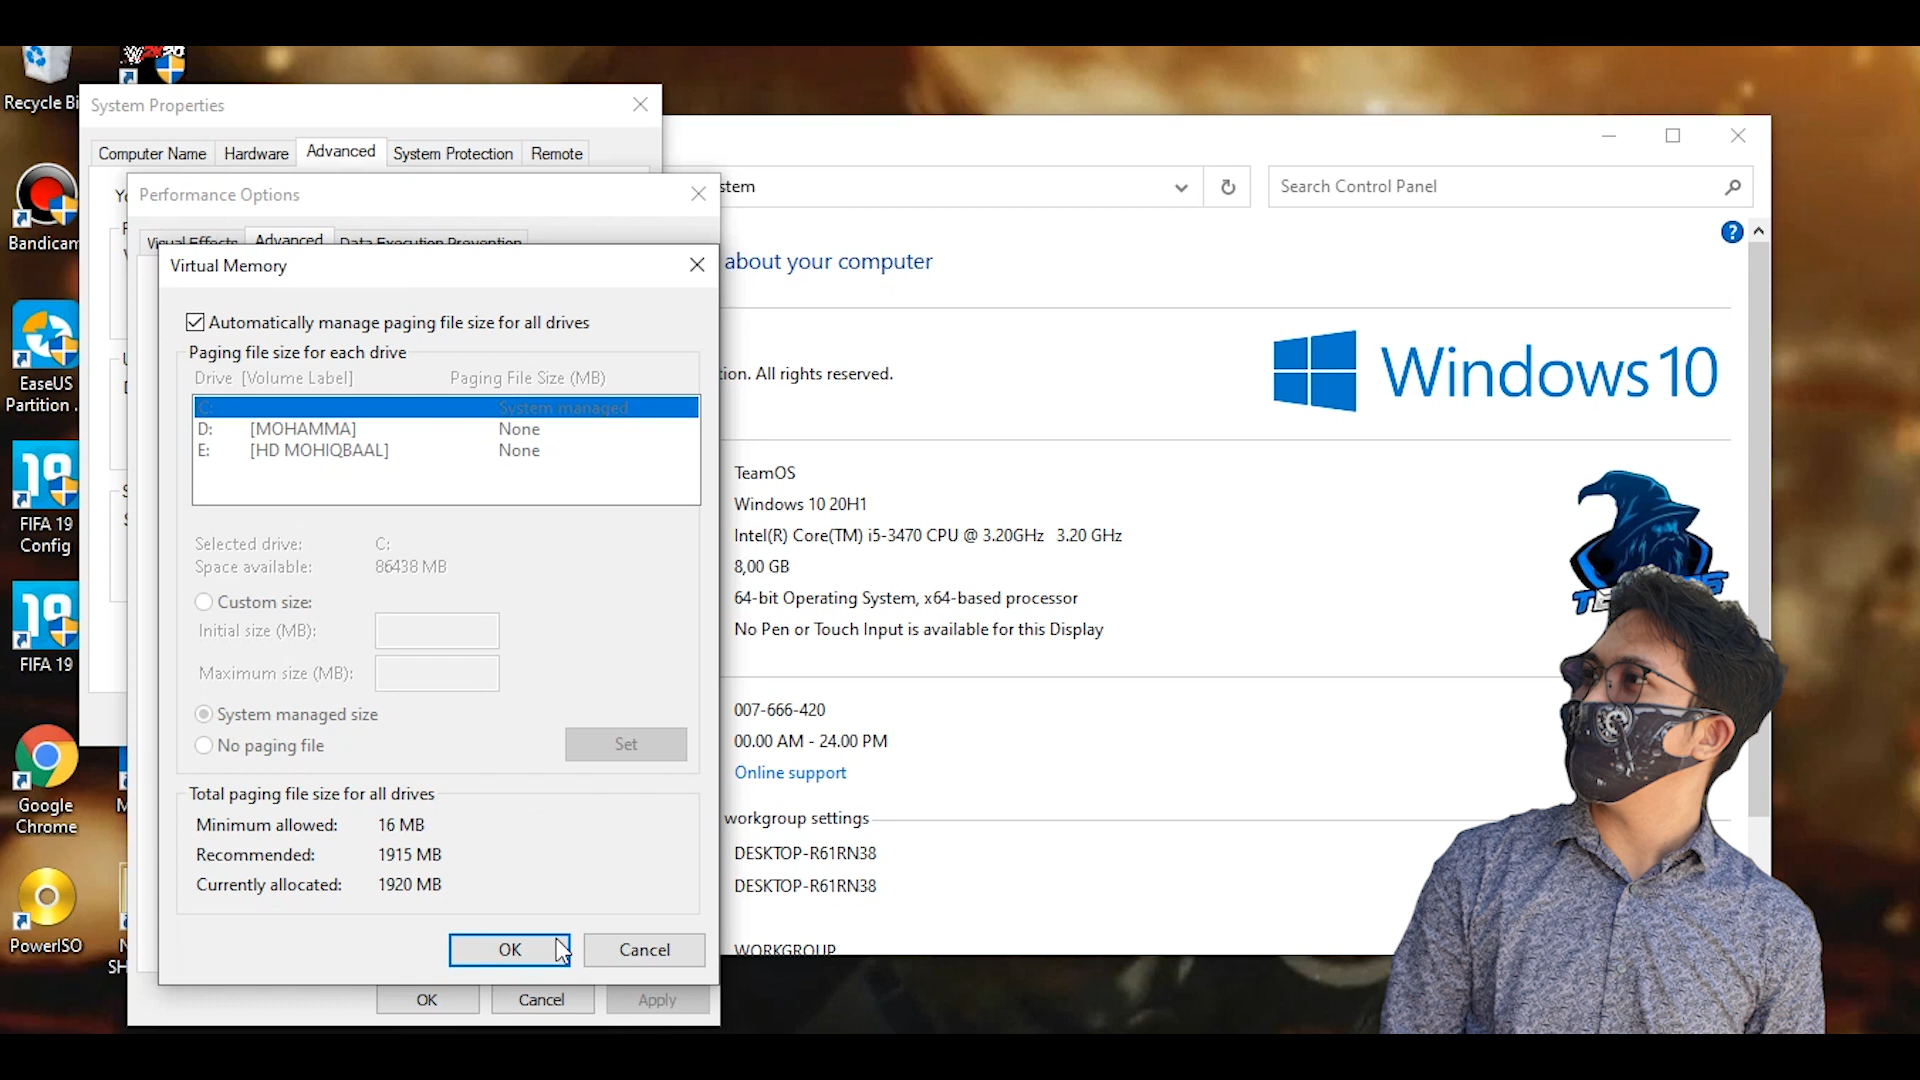 Recycle Bi
Bandicam
EaseUS
Partition .
19
FIFA 19
Config
19
FIFA 19
Google
Chrome
PowerISO
System Properties
Computer Name
Hardware
Advanced
System Protection
Remote
Performance Options
Visual Effects
Advanced
Data Execution Prevention
Virtual Memory
Automatically manage paging file size for all drives
Paging file size for each drive
Drive [Volume Label] Paging File Size (MB)
C: System managed
D: [MOHAMMA] None
E: [HD MOHIQBAAL] None
Selected drive: C:
Space available: 86438 MB
Custom size:
Initial size (MB):
Maximum size (MB):
System managed size
No paging file
Set
Total paging file size for all drives
Minimum allowed: 16 MB
Recommended: 1915 MB
Currently allocated: 1920 MB
OK Cancel
OK Cancel Apply
stem
Search Control Panel
about your computer
tion. All rights reserved.
Windows 10
TeamOS
Windows 10 20H1
Intel(R) Core(TM) i5-3470 CPU @ 3.20GHz 3.20 GHz
8,00 GB
64-bit Operating System, x64-based processor
No Pen or Touch Input is available for this Display
007-666-420
00.00 AM - 24.00 PM
Online support
workgroup settings
DESKTOP-R61RN38
DESKTOP-R61RN38
WORKGROUP